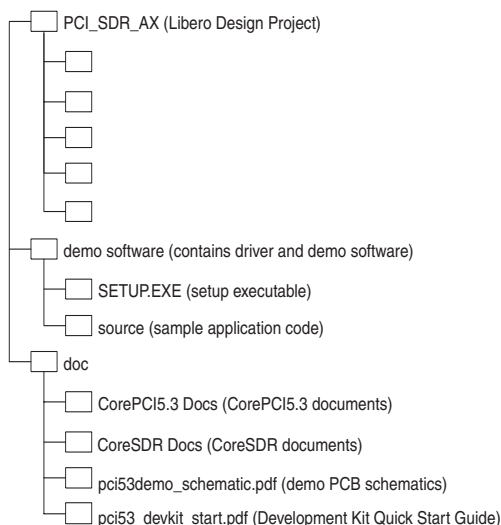 PCI_SDR_AX (Libero Design Project)
demo software (contains driver and demo software)
SETUP.EXE (setup executable)
source (sample application code)
doc
CorePCI5.3 Docs (CorePCI5.3 documents)
CoreSDR Docs (CoreSDR documents)
pci53demo_schematic.pdf (demo PCB schematics)
pci53_devkit_start.pdf (Development Kit Quick Start Guide)